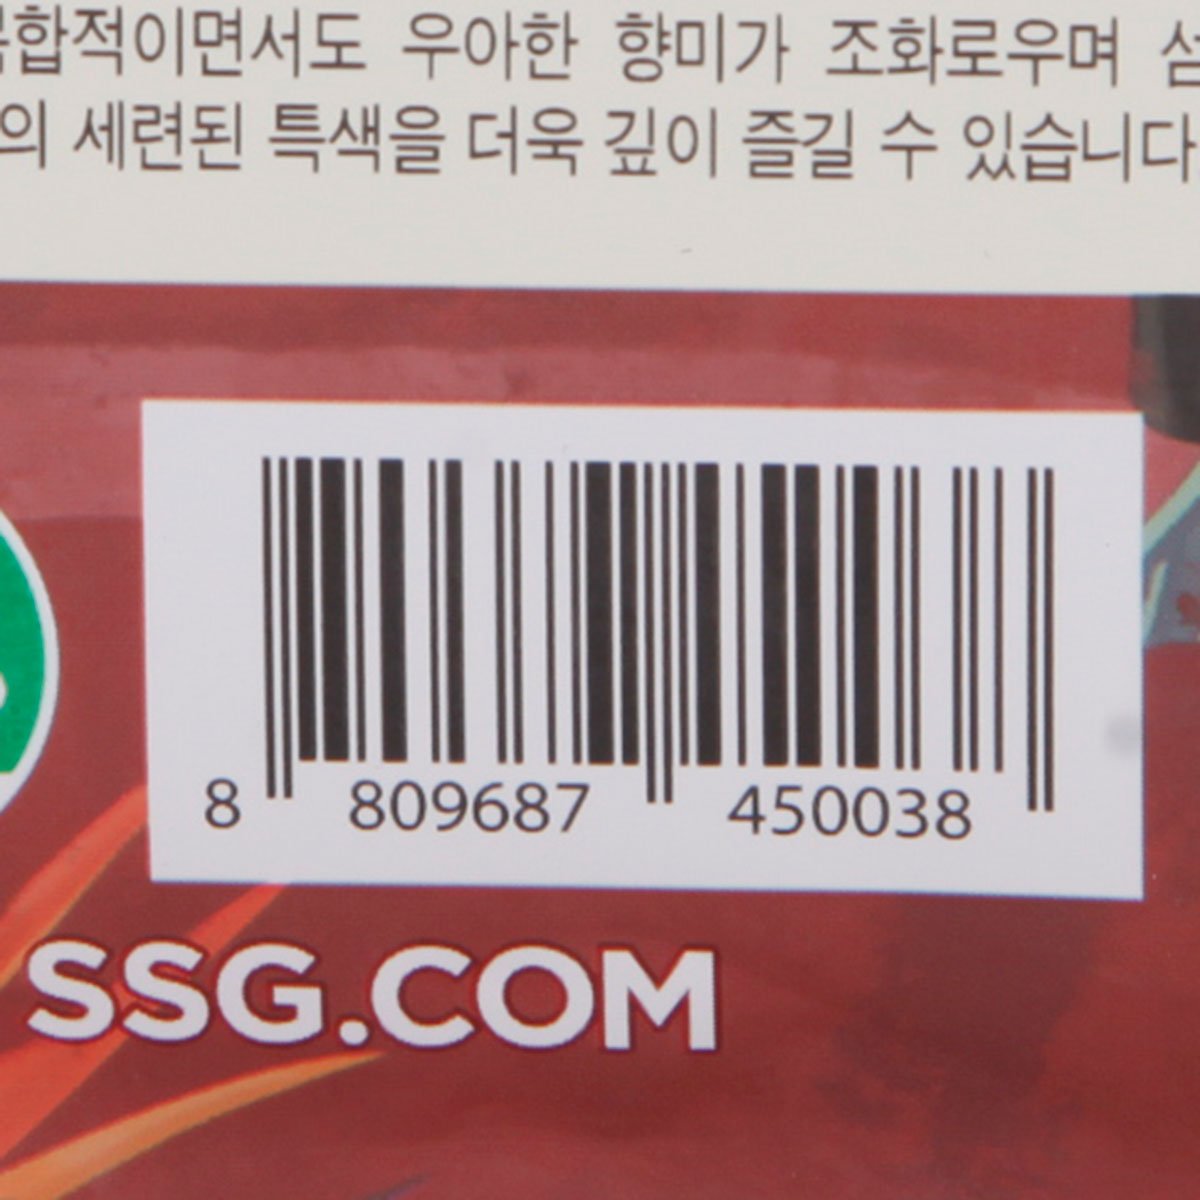 복합적이면서도 우아한 향미가 조화로우며
의 세련된 특색을 더욱 깊이 즐길 수 있습니다.
8 809687 450038
SSG.COM